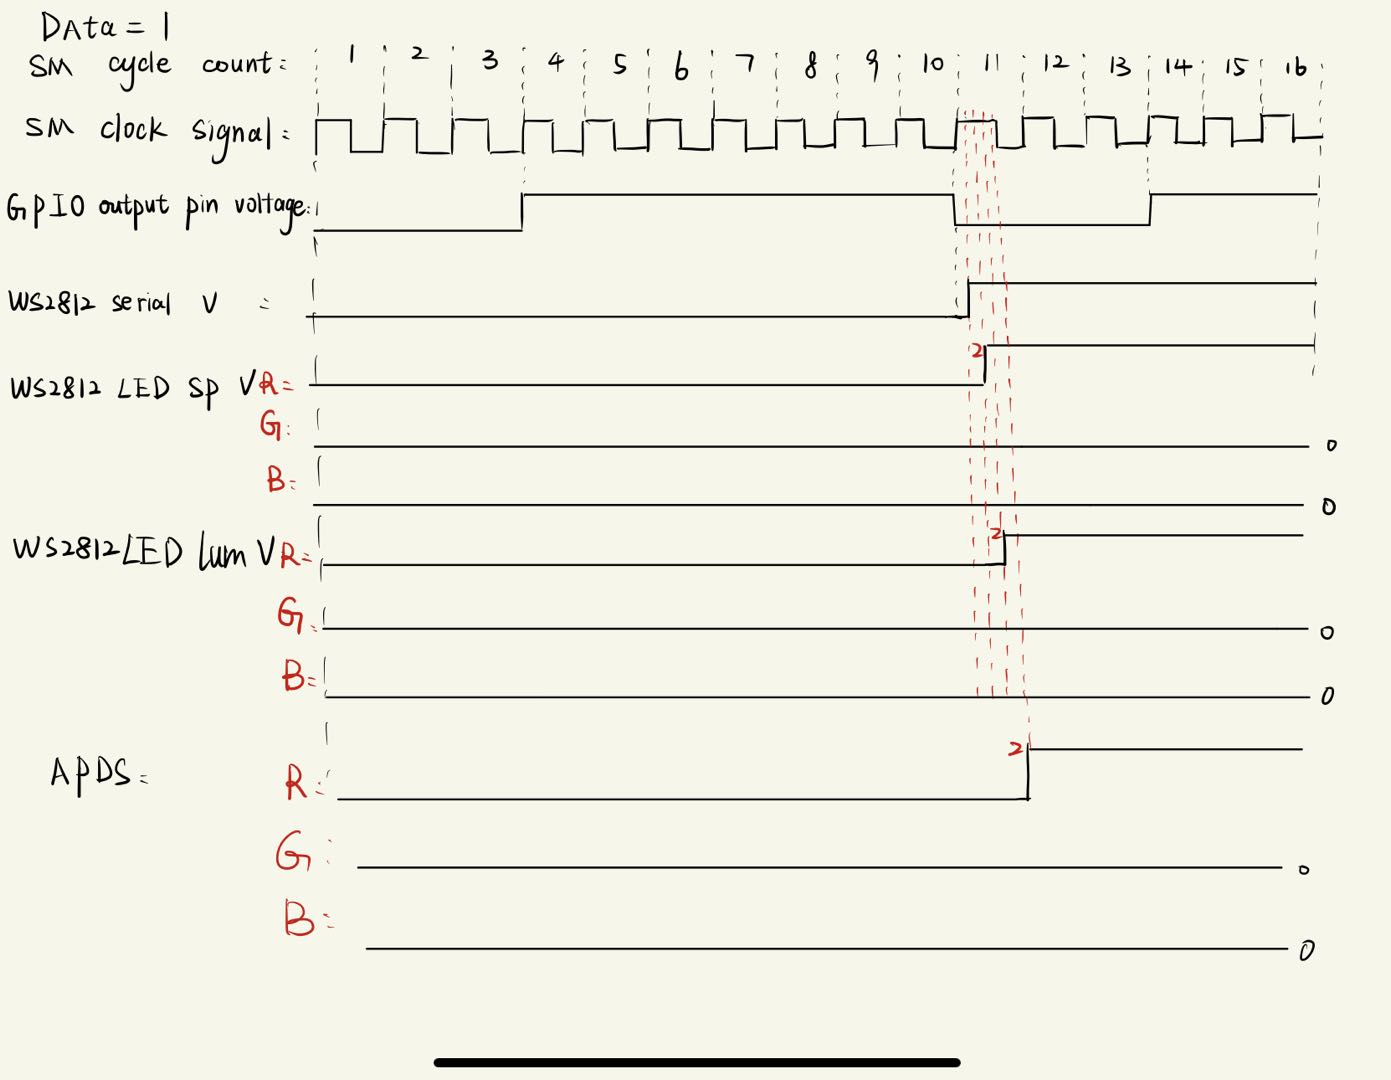 DAta = 1
SM cycle count: 1 2 3 4 5 6 7 8 9 10 11 12 13 14 15 16
SM clock signal =
GPIO output pin voltage:
WS2812 serial V =
2
WS2812 LED sp V R =
G: 0
B= 0
2
WS2812 LED lum V R=
G= 0
B= 0
2
APDS= R:
G: 0
B= 0